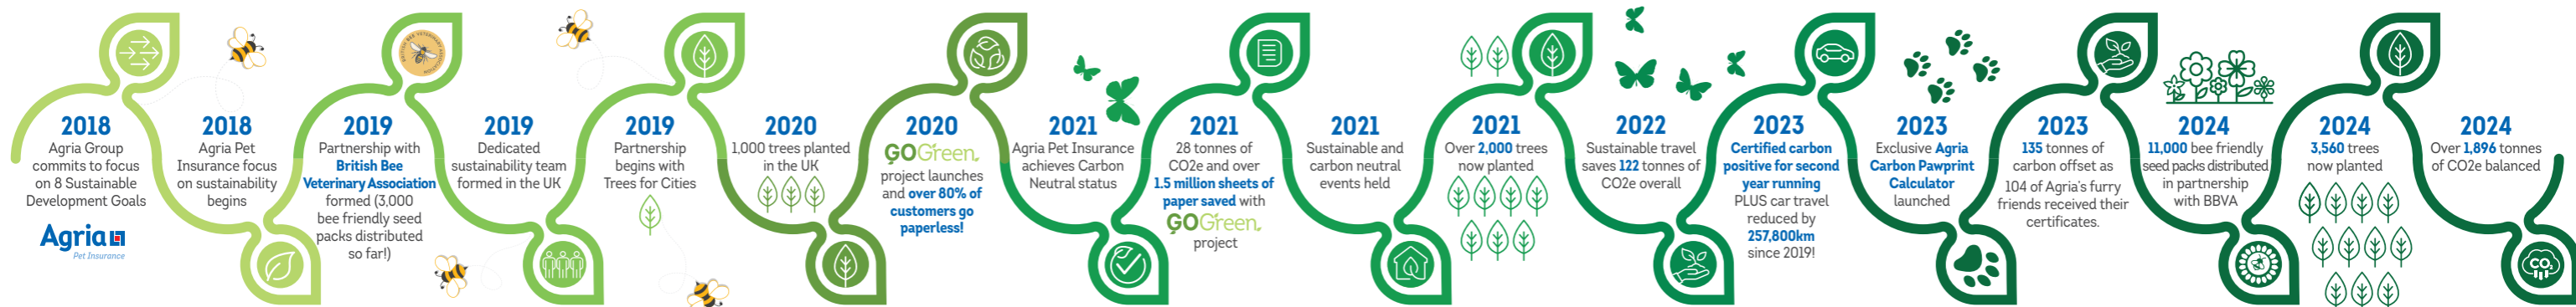 2018
Agria Group
commits to focus
on 8 Sustainable
Development Goals
Agria
Pet Insurance
2018
Agria Pet
Insurance focus
on sustainability
begins
BRITISH BEE VETERINARY ASSOCIATION
2019
Partnership with
British Bee
Veterinary Association
formed (3,000
bee friendly seed
packs distributed
so far!)
2019
Dedicated
sustainability team
formed in the UK
2019
Partnership
begins with
Trees for Cities
2020
1,000 trees planted
in the UK
2020
GOGreen.
project launches
and over 80% of
customers go
paperless!
2021
Agria Pet Insurance
achieves Carbon
Neutral status
2021
28 tonnes of
CO2e and over
1.5 million sheets of
paper saved with
GOGreen.
project
2021
Sustainable and
carbon neutral
events held
2021
Over 2,000 trees
now planted
2022
Sustainable travel
saves 122 tonnes of
CO2e overall
2023
Certified carbon
positive for second
year running
PLUS car travel
reduced by
257,800km
since 2019!
2023
Exclusive Agria
Carbon Pawprint
Calculator
launched
2023
135 tonnes of
carbon offset as
104 of Agria's furry
friends received their
certificates.
2024
11,000 bee friendly
seed packs distributed
in partnership
with BBVA
2024
3,560 trees
now planted
2024
Over 1,896 tonnes
of CO2e balanced
CO2